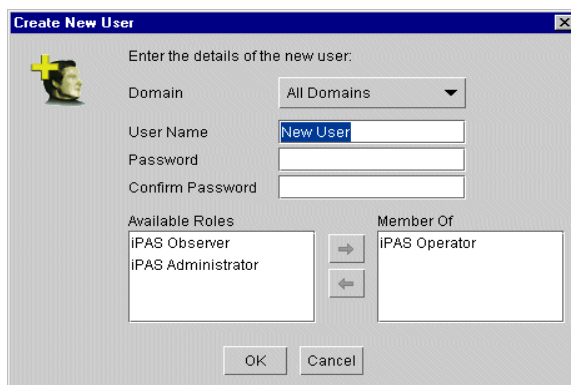 Create New User
Enter the details of the new user:
Domain
All Domains
User Name
New User
Password
Confirm Password
Available Roles
iPAS Observer
iPAS Administrator
Member Of
iPAS Operator
OK
Cancel